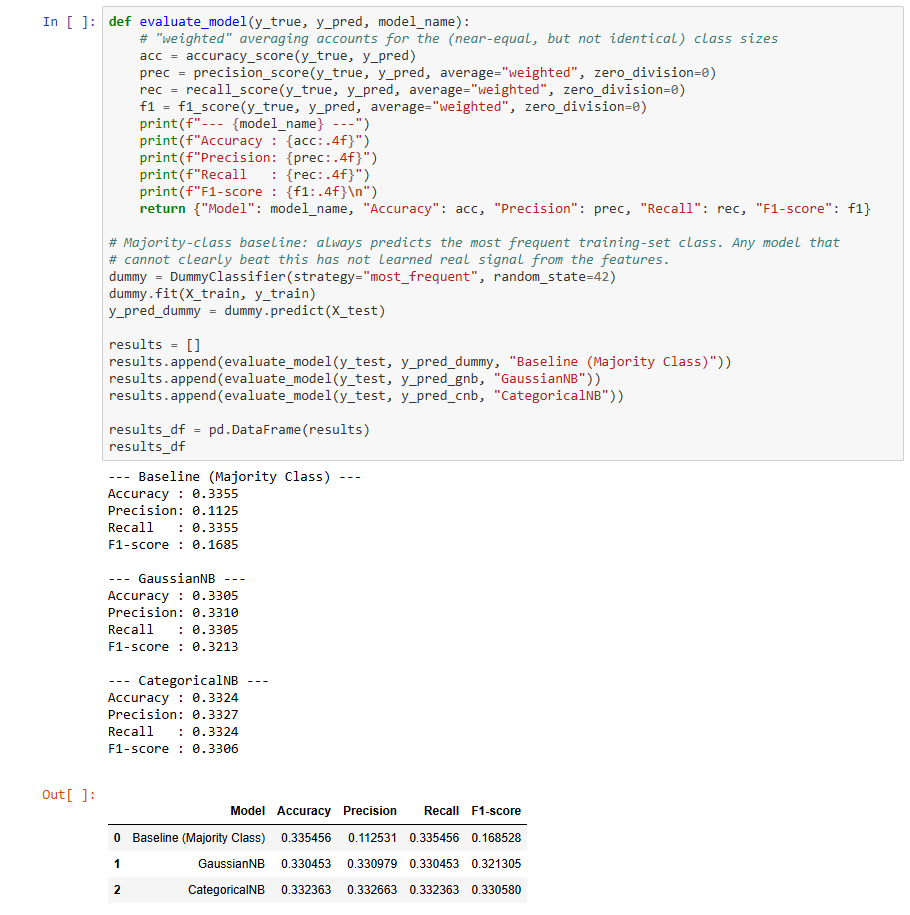 In [ ]: def evaluate_model(y_true, y_pred, model_name):
    # "weighted" averaging accounts for the (near-equal, but not identical) class sizes
    acc = accuracy_score(y_true, y_pred)
    prec = precision_score(y_true, y_pred, average="weighted", zero_division=0)
    rec = recall_score(y_true, y_pred, average="weighted", zero_division=0)
    f1 = f1_score(y_true, y_pred, average="weighted", zero_division=0)
    print(f"--- {model_name} ---")
    print(f"Accuracy : {acc:.4f}")
    print(f"Precision: {prec:.4f}")
    print(f"Recall   : {rec:.4f}")
    print(f"F1-score : {f1:.4f}\n")
    return {"Model": model_name, "Accuracy": acc, "Precision": prec, "Recall": rec, "F1-score": f1}

# Majority-class baseline: always predicts the most frequent training-set class. Any model that
# cannot clearly beat this has not learned real signal from the features.
dummy = DummyClassifier(strategy="most_frequent", random_state=42)
dummy.fit(X_train, y_train)
y_pred_dummy = dummy.predict(X_test)

results = []
results.append(evaluate_model(y_test, y_pred_dummy, "Baseline (Majority Class)"))
results.append(evaluate_model(y_test, y_pred_gnb, "GaussianNB"))
results.append(evaluate_model(y_test, y_pred_cnb, "CategoricalNB"))

results_df = pd.DataFrame(results)
results_df

--- Baseline (Majority Class) ---
Accuracy : 0.3355
Precision: 0.1125
Recall   : 0.3355
F1-score : 0.1685

--- GaussianNB ---
Accuracy : 0.3305
Precision: 0.3310
Recall   : 0.3305
F1-score : 0.3213

--- CategoricalNB ---
Accuracy : 0.3324
Precision: 0.3327
Recall   : 0.3324
F1-score : 0.3306

Out[ ]:
Model Accuracy Precision Recall F1-score
0 Baseline (Majority Class) 0.335456 0.112531 0.335456 0.168528
1 GaussianNB 0.330453 0.330979 0.330453 0.321305
2 CategoricalNB 0.332363 0.332663 0.332363 0.330580